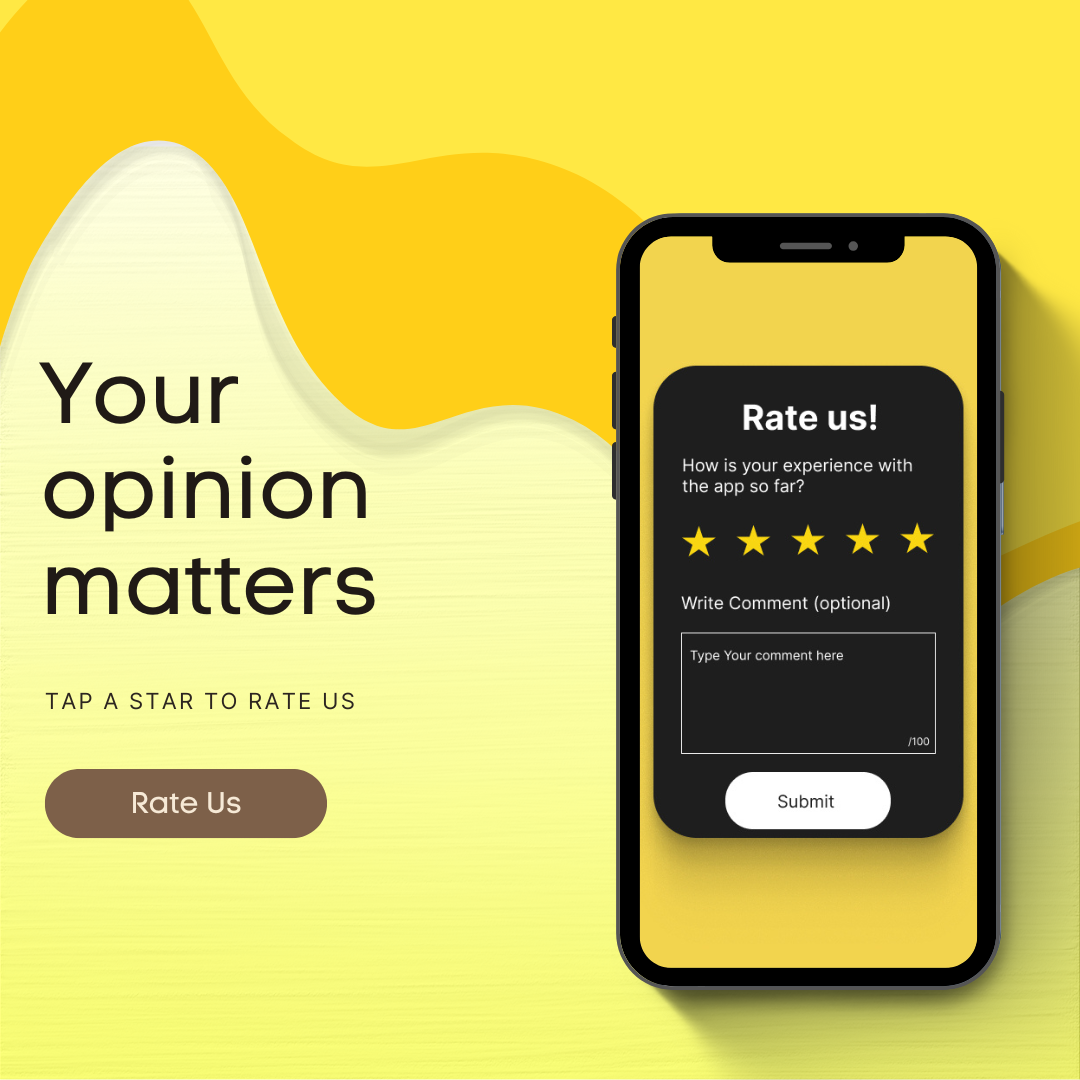 Your
opinion
matters
TAP A STAR TO RATE US
Rate Us
Rate us!
How is your experience with
the app so far?
Write Comment (optional)
Type Your comment here
/100
Submit